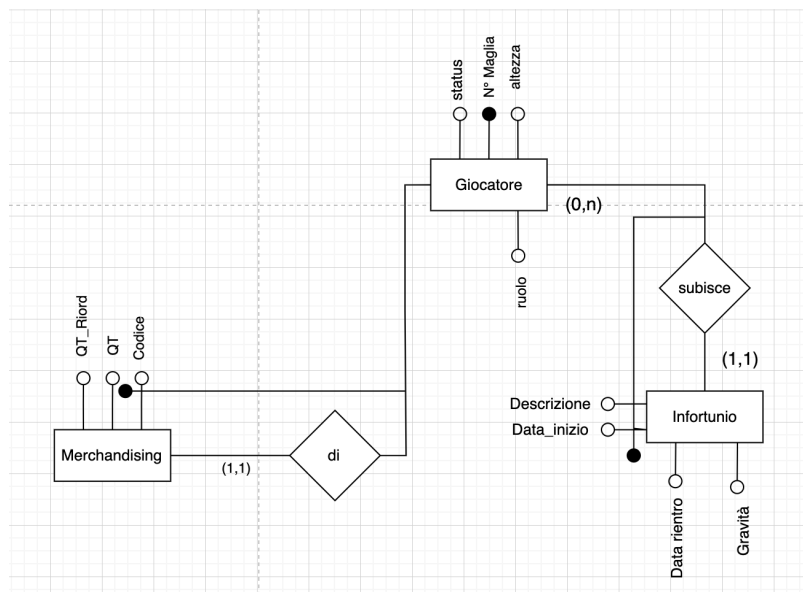 status
N° Maglia
altezza
Giocatore
(0,n)
ruolo
subisce
QT_Riord
QT
Codice
(1,1)
Descrizione
Infortunio
Data_inizio
Merchandising
di
(1,1)
Data rientro
Gravità